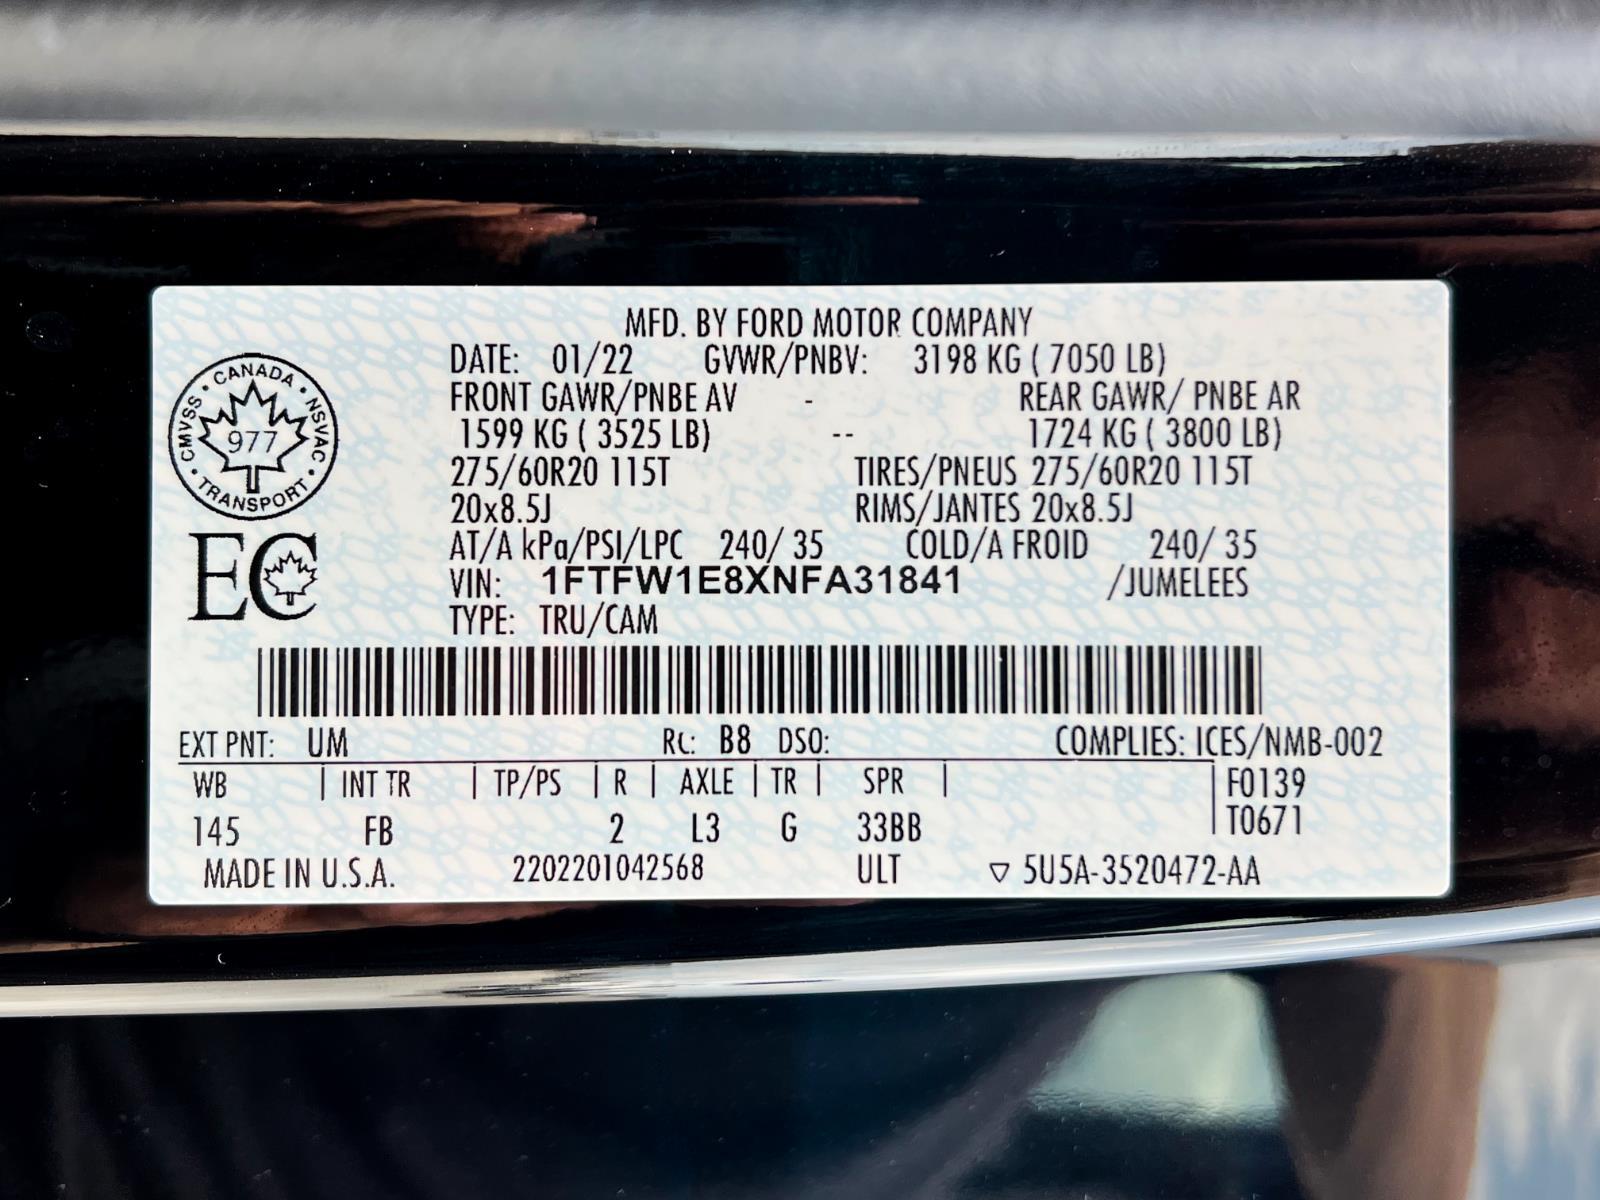 MFD. BY FORD MOTOR COMPANY
DATE: 01/22 GVWR/PNBV: 3198 KG ( 7050 LB)
FRONT GAWR/PNBE AV - REAR GAWR/ PNBE AR
1599 KG ( 3525 LB) -- 1724 KG ( 3800 LB)
275/60R20 115T TIRES/PNEUS 275/60R20 115T
20x8.5J RIMS/JANTES 20x8.5J
AT/A kPa/PSI/LPC 240/ 35 COLD/A FROID 240/ 35
VIN: 1FTFW1E8XNFA31841 /JUMELEES
TYPE: TRU/CAM
CANADA
CMVSS 977 NSVAC
TRANSPORT
EC
EXT PNT: UM RC: B8 DSO: COMPLIES: ICES/NMB-002
WB | INT TR | TP/PS | R | AXLE | TR | SPR | F0139
T0671
145 FB 2 L3 G 33BB
MADE IN U.S.A. 2202201042568 ULT ▽ 5U5A-3520472-AA